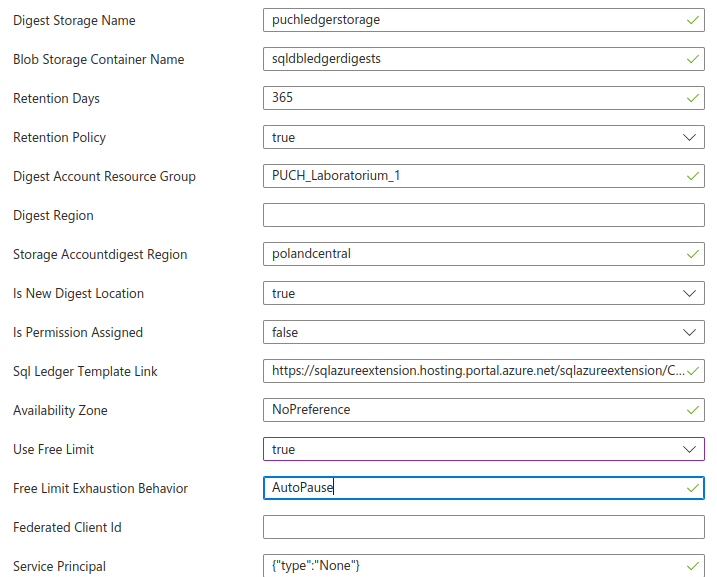 Digest Storage Name puchledgerstorage
Blob Storage Container Name sqldbledgerdigests
Retention Days 365
Retention Policy true
Digest Account Resource Group PUCH_Laboratorium_1
Digest Region
Storage Accountdigest Region polandcentral
Is New Digest Location true
Is Permission Assigned false
Sql Ledger Template Link https://sqlazureextension.hosting.portal.azure.net/sqlazureextension/C...
Availability Zone NoPreference
Use Free Limit true
Free Limit Exhaustion Behavior AutoPause
Federated Client Id
Service Principal {"type":"None"}